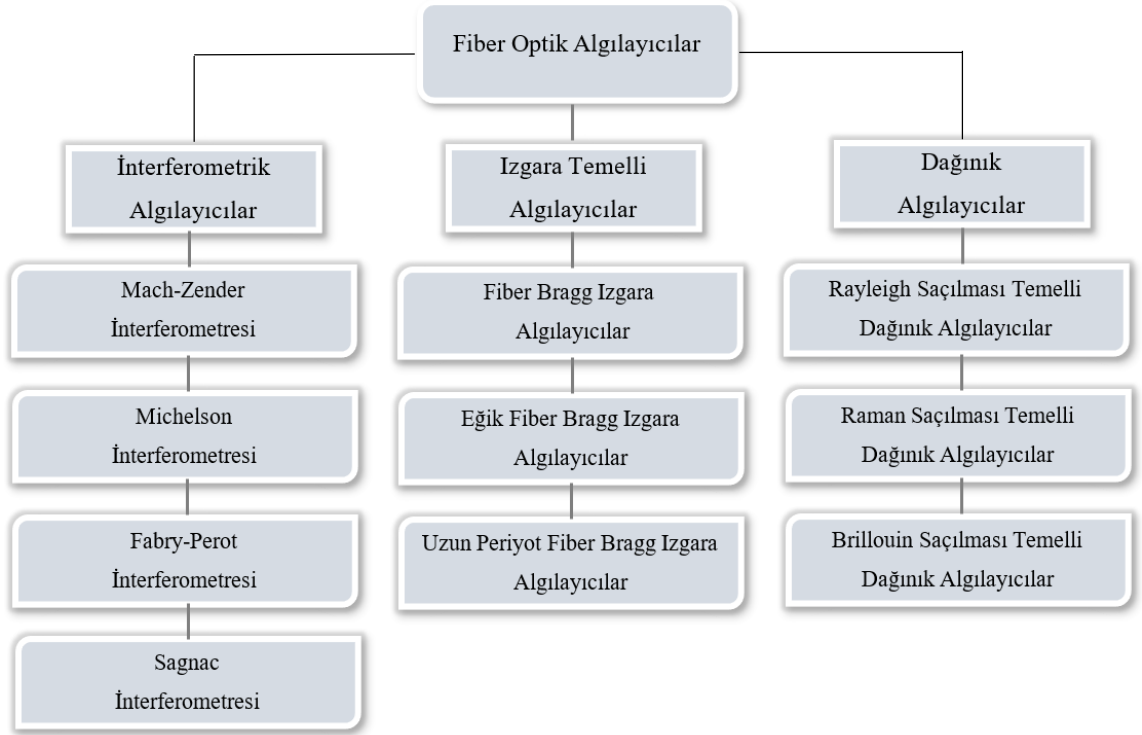 Fiber Optik Algılayıcılar
İnterferometrik
Algılayıcılar
Mach-Zender
İnterferometresi
Michelson
İnterferometresi
Fabry-Perot
İnterferometresi
Sagnac
İnterferometresi
Izgara Temelli
Algılayıcılar
Fiber Bragg Izgara
Algılayıcılar
Eğik Fiber Bragg Izgara
Algılayıcılar
Uzun Periyot Fiber Bragg Izgara
Algılayıcılar
Dağınık
Algılayıcılar
Rayleigh Saçılması Temelli
Dağınık Algılayıcılar
Raman Saçılması Temelli
Dağınık Algılayıcılar
Brillouin Saçılması Temelli
Dağınık Algılayıcılar